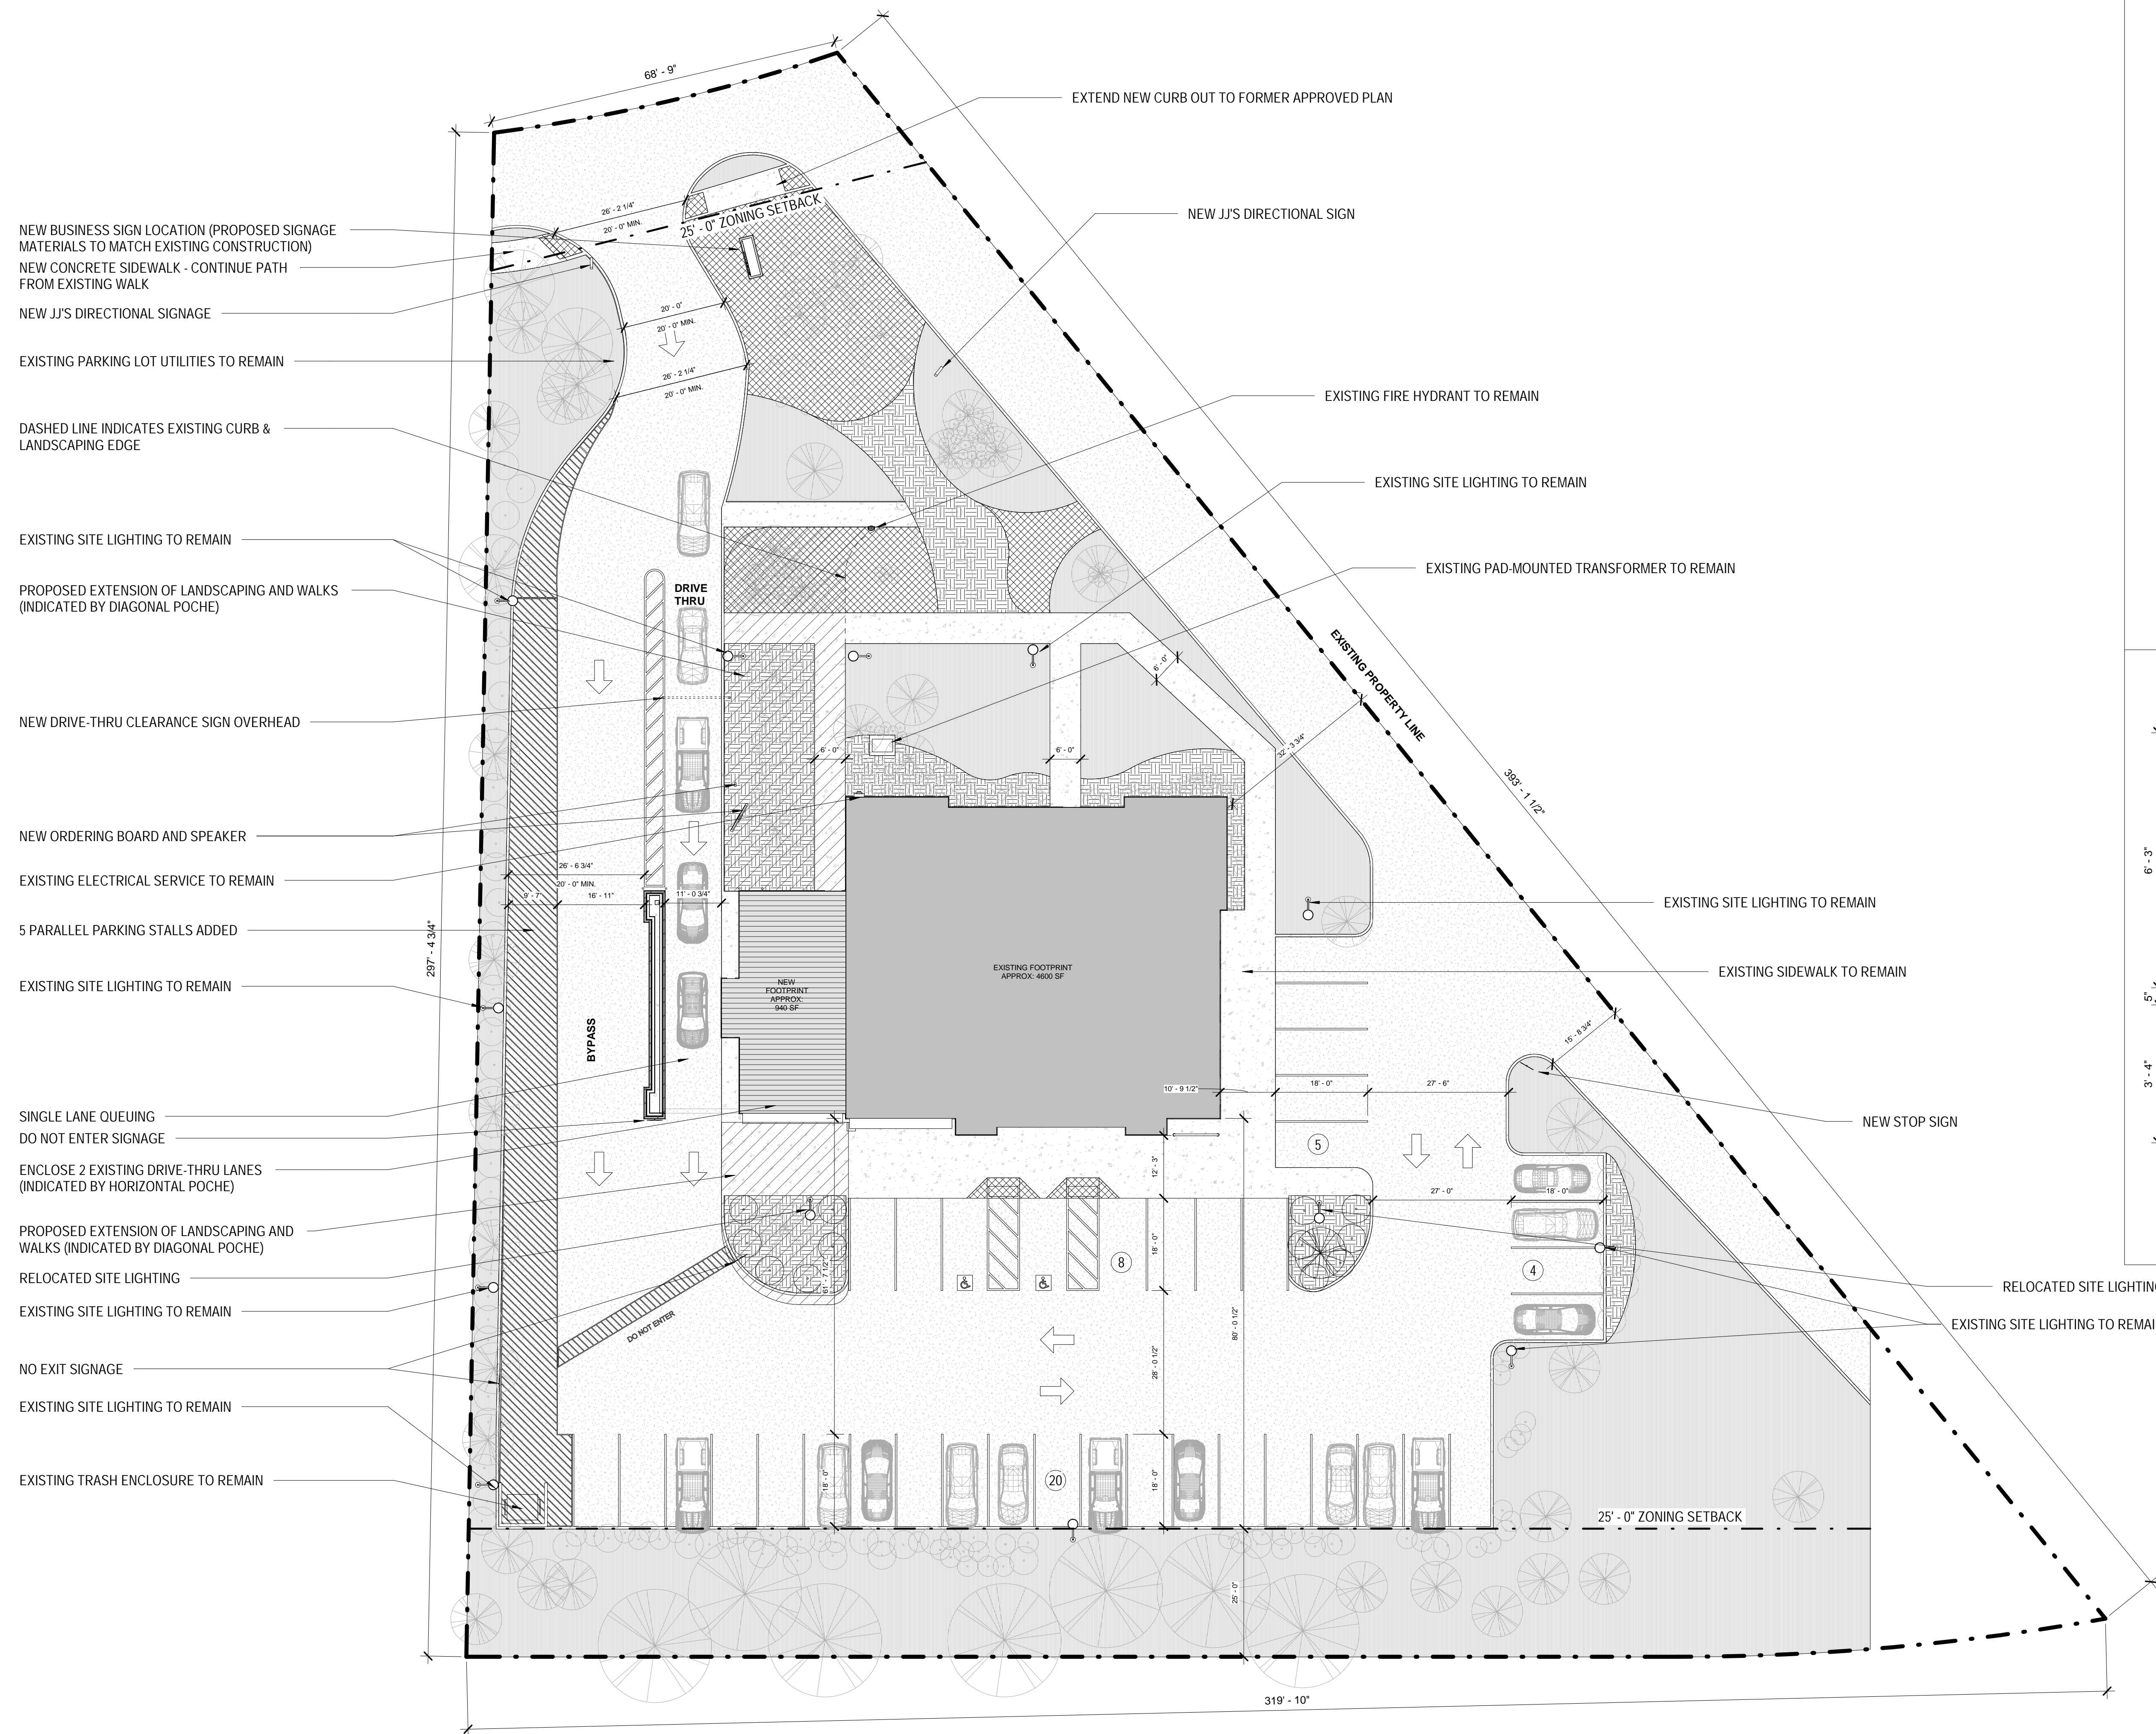 68' - 9"
EXTEND NEW CURB OUT TO FORMER APPROVED PLAN
NEW JJ'S DIRECTIONAL SIGN
26' - 2 1/4"
20' - 0" MIN.
25' - 0" ZONING SETBACK
NEW BUSINESS SIGN LOCATION (PROPOSED SIGNAGE
MATERIALS TO MATCH EXISTING CONSTRUCTION)
NEW CONCRETE SIDEWALK - CONTINUE PATH
FROM EXISTING WALK
NEW JJ'S DIRECTIONAL SIGNAGE
20' - 0"
20' - 0" MIN.
EXISTING PARKING LOT UTILITIES TO REMAIN
26' - 2 1/4"
20' - 0" MIN.
EXISTING FIRE HYDRANT TO REMAIN
DASHED LINE INDICATES EXISTING CURB &
LANDSCAPING EDGE
EXISTING SITE LIGHTING TO REMAIN
EXISTING SITE LIGHTING TO REMAIN
EXISTING PAD-MOUNTED TRANSFORMER TO REMAIN
PROPOSED EXTENSION OF LANDSCAPING AND WALKS
(INDICATED BY DIAGONAL POCHE)
DRIVE
THRU
EXISTING PROPERTY LINE
6' - 0"
NEW DRIVE-THRU CLEARANCE SIGN OVERHEAD
6' - 0"
6' - 0"
32' - 3 3/4"
393' - 1 1/2"
NEW ORDERING BOARD AND SPEAKER
EXISTING ELECTRICAL SERVICE TO REMAIN
26' - 6 3/4"
20' - 0" MIN.
9' - 7"
16' - 11"
11' - 0 3/4"
6' - 3"
EXISTING SITE LIGHTING TO REMAIN
5 PARALLEL PARKING STALLS ADDED
297' - 4 3/4"
EXISTING FOOTPRINT
APPROX: 4600 SF
EXISTING SIDEWALK TO REMAIN
EXISTING SITE LIGHTING TO REMAIN
NEW
FOOTPRINT
APPROX:
940 SF
5"
BYPASS
15' - 8 3/4"
3' - 4"
10' - 9 1/2"
18' - 0"
27' - 6"
SINGLE LANE QUEUING
NEW STOP SIGN
DO NOT ENTER SIGNAGE
5
ENCLOSE 2 EXISTING DRIVE-THRU LANES
(INDICATED BY HORIZONTAL POCHE)
12' - 3"
27' - 0"
18' - 0"
PROPOSED EXTENSION OF LANDSCAPING AND
WALKS (INDICATED BY DIAGONAL POCHE)
18' - 0"
8
4
RELOCATED SITE LIGHTING
61' - 7 1/2"
RELOCATED SITE LIGHTING
EXISTING SITE LIGHTING TO REMAIN
DO NOT ENTER
80' - 0 1/2"
28' - 0 1/2"
NO EXIT SIGNAGE
EXISTING SITE LIGHTING TO REMAIN
18' - 0"
20
18' - 0"
EXISTING TRASH ENCLOSURE TO REMAIN
25' - 0" ZONING SETBACK
25' - 0"
319' - 10"